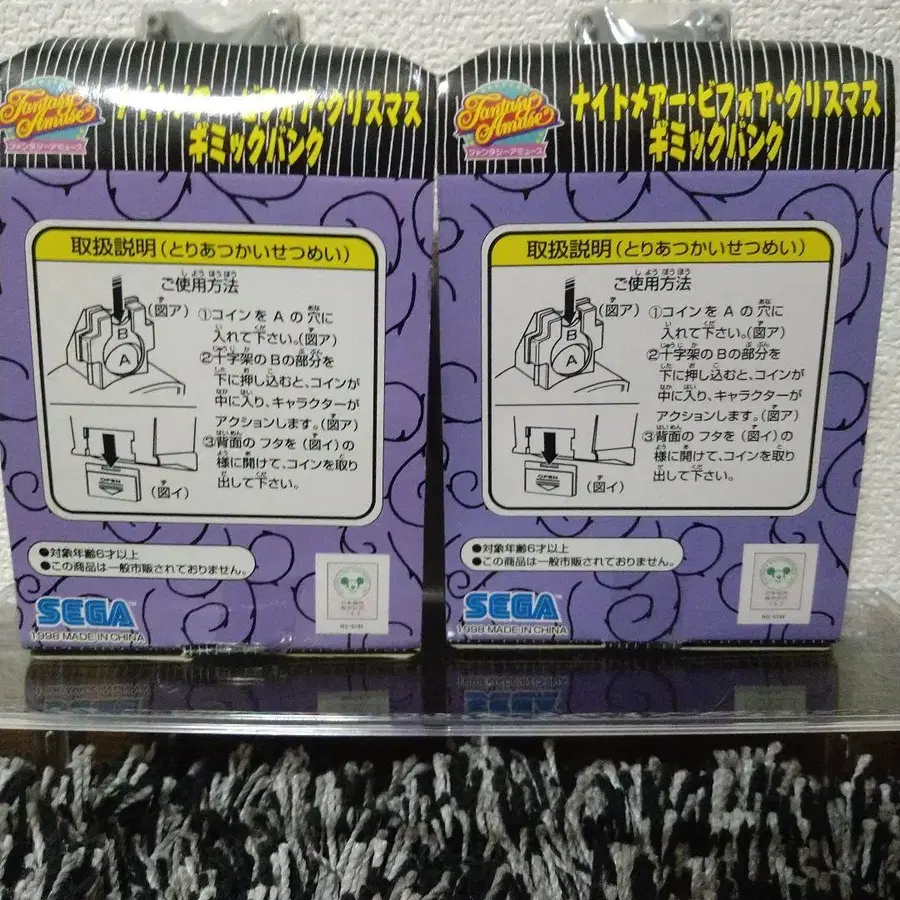 Fantasy
Amuse
ファンタジーアミューズ
ナイトメアー・ビフォア・クリスマス
ギミックバンク
取扱説明(とりあつかいせつめい)
ご使用方法
(図ア)
B
A
①コインを A の 穴に
入れて下さい。(図ア)
②十字架のBの部分を
下に押し込むと、コインが
中に入り、キャラクターが
アクションします。(図ア)
③背面の フタを (図イ)の
様に開けて、コインを取り
出して下さい。
OPEN
(図イ)
●対象年齢6才以上
●この商品は一般市販されておりません。
SEGA
1998 MADE IN CHINA
Fantasy
Amuse
ファンタジーアミューズ
ナイトメアー・ビフォア・クリスマス
ギミックバンク
取扱説明(とりあつかいせつめい)
ご使用方法
(図ア)
B
A
①コインを A の 穴に
入れて下さい。(図ア)
②十字架のBの部分を
下に押し込むと、コインが
中に入り、キャラクターが
アクションします。(図ア)
③背面の フタを (図イ)の
様に開けて、コインを取り
出して下さい。
OPEN
(図イ)
●対象年齢6才以上
●この商品は一般市販されておりません。
SEGA
1998 MADE IN CHINA